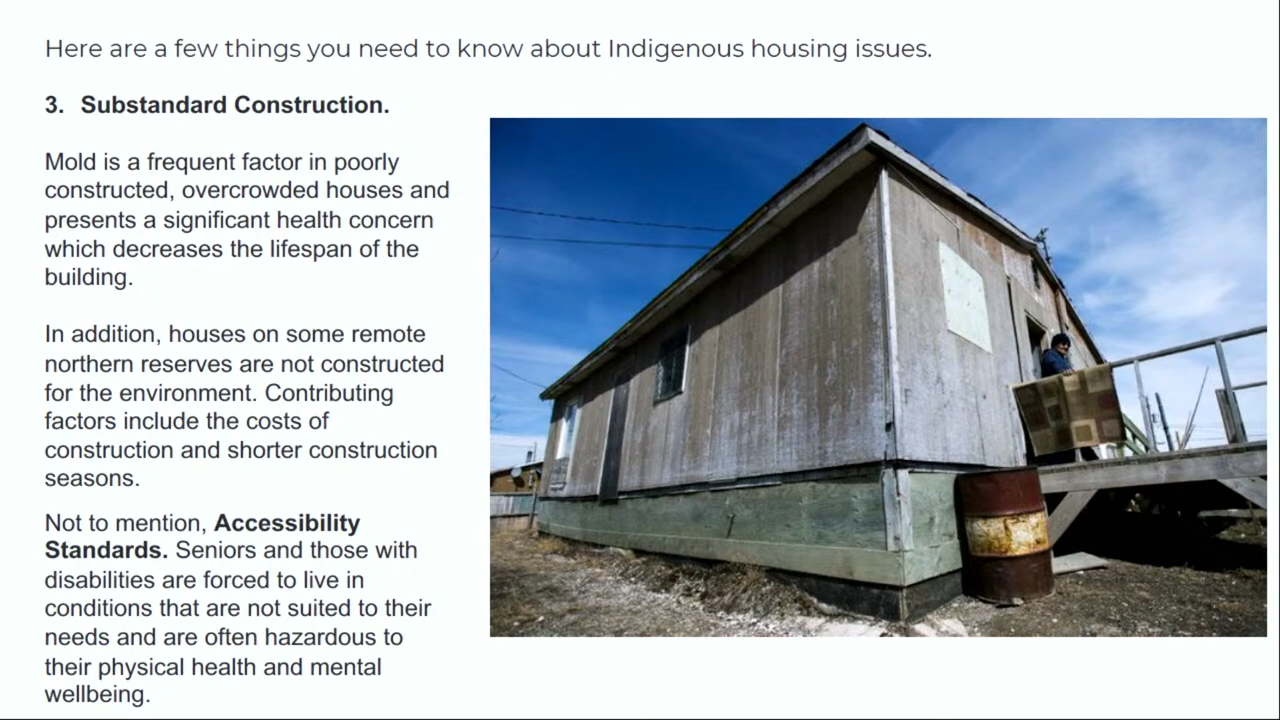 Here are a few things you need to know about Indigenous housing issues.
3. Substandard Construction.
Mold is a frequent factor in poorly
constructed, overcrowded houses and
presents a significant health concern
which decreases the lifespan of the
building.
In addition, houses on some remote
northern reserves are not constructed
for the environment. Contributing
factors include the costs of
construction and shorter construction
seasons.
Not to mention, Accessibility
Standards. Seniors and those with
disabilities are forced to live in
conditions that are not suited to their
needs and are often hazardous to
their physical health and mental
wellbeing.